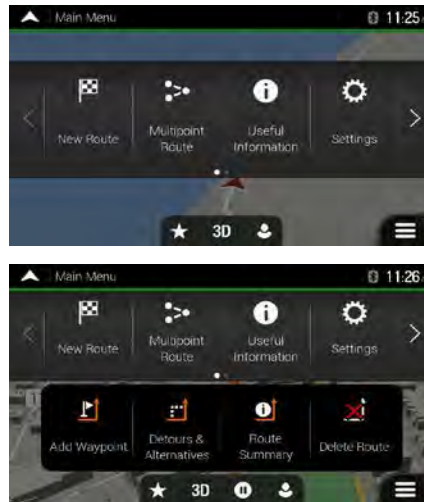 Main Menu 11:25
New Route
Multipoint
Route
Useful
Information
Settings
3D
Main Menu 11:26
New Route
Multipoint
Route
Useful
Information
Settings
Add Waypoint
Detours &
Alternatives
Route
Summary
Delete Route
3D